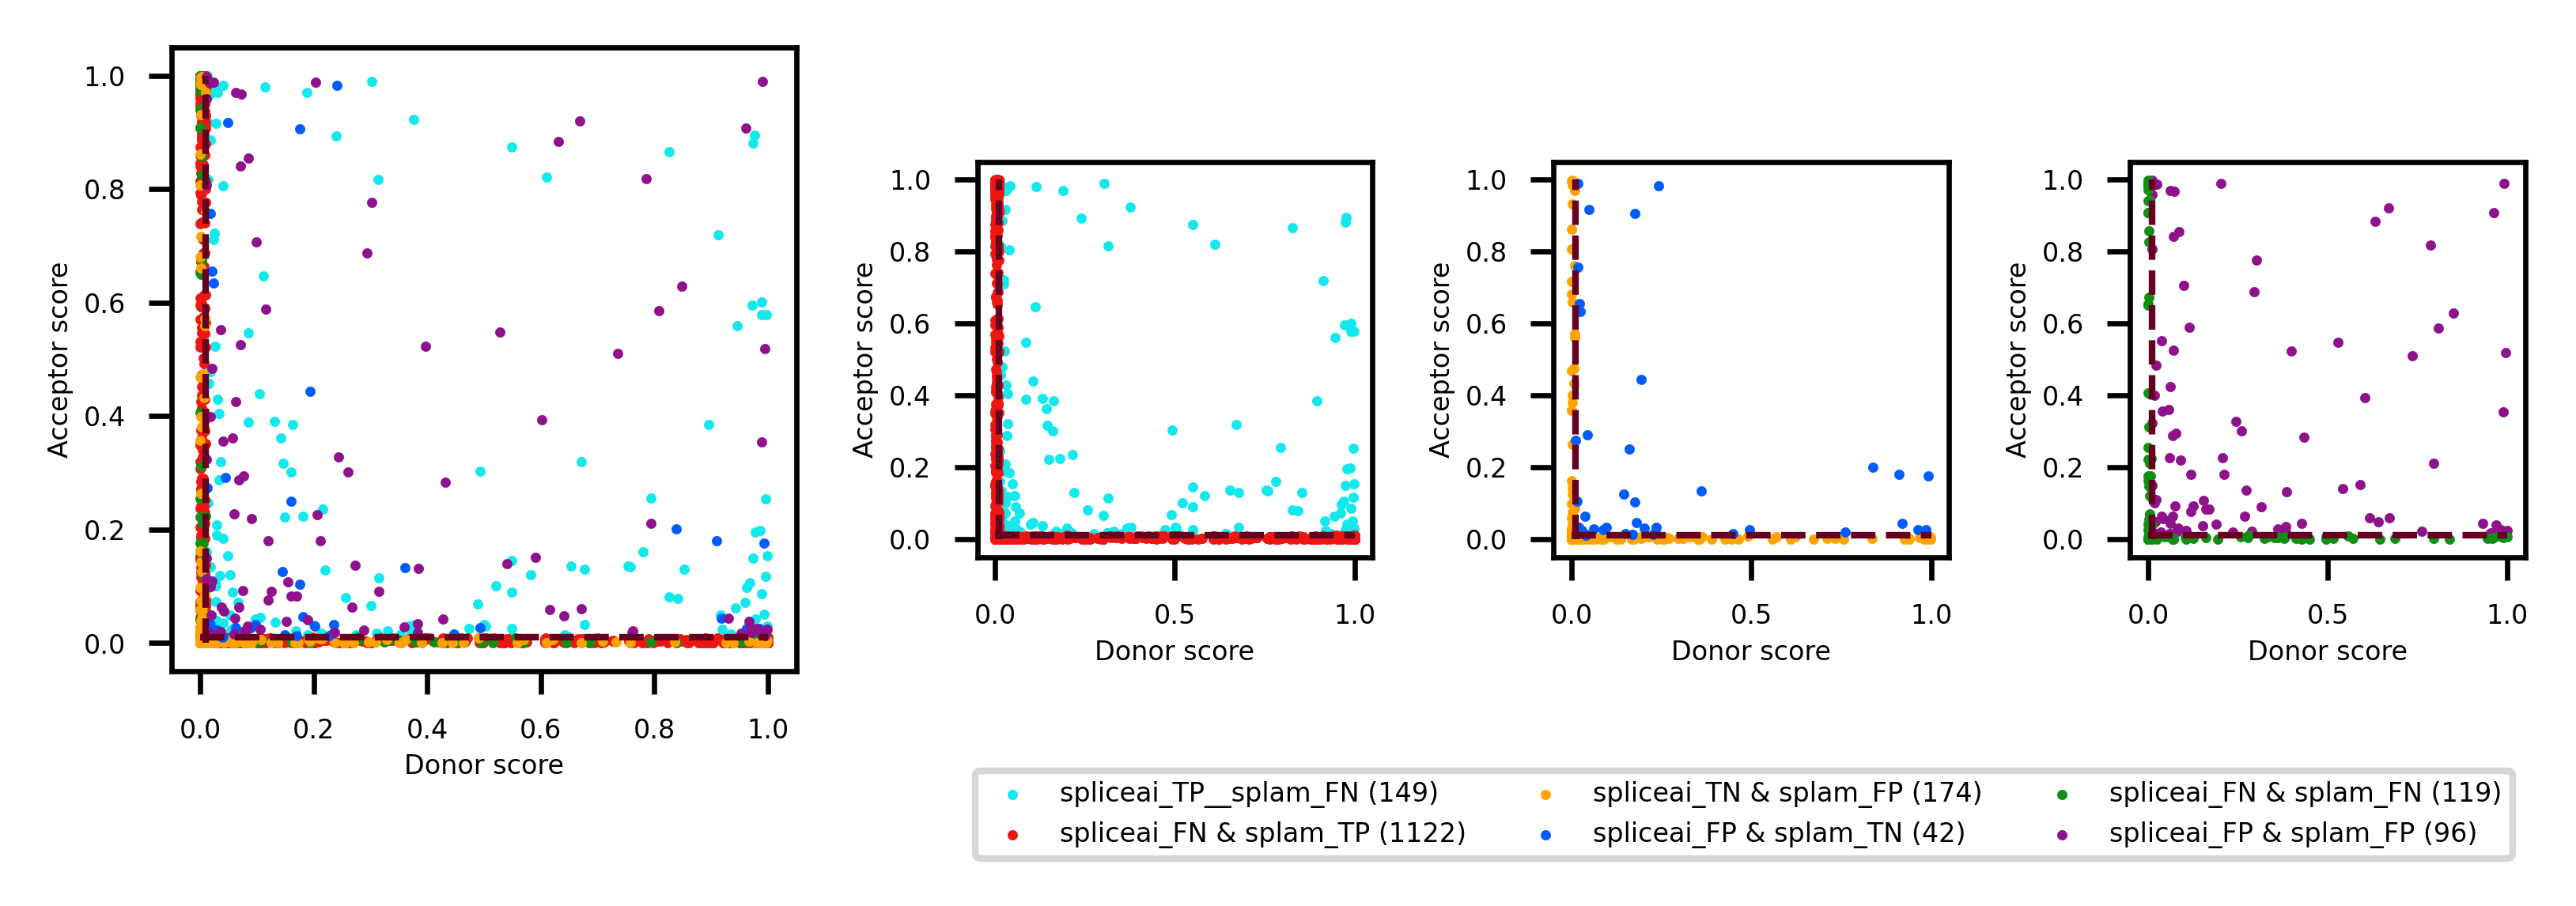 1.0
0.8
0.6
0.4
0.2
0.0
Acceptor score
0.0 0.2 0.4 0.6 0.8 1.0
Donor score
1.0
0.8
0.6
0.4
0.2
0.0
Acceptor score
0.0 0.5 1.0
Donor score
1.0
0.8
0.6
0.4
0.2
0.0
Acceptor score
0.0 0.5 1.0
Donor score
1.0
0.8
0.6
0.4
0.2
0.0
Acceptor score
0.0 0.5 1.0
Donor score
spliceai_TP__splam_FN (149)
spliceai_FN & splam_TP (1122)
spliceai_TN & splam_FP (174)
spliceai_FP & splam_TN (42)
spliceai_FN & splam_FN (119)
spliceai_FP & splam_FP (96)